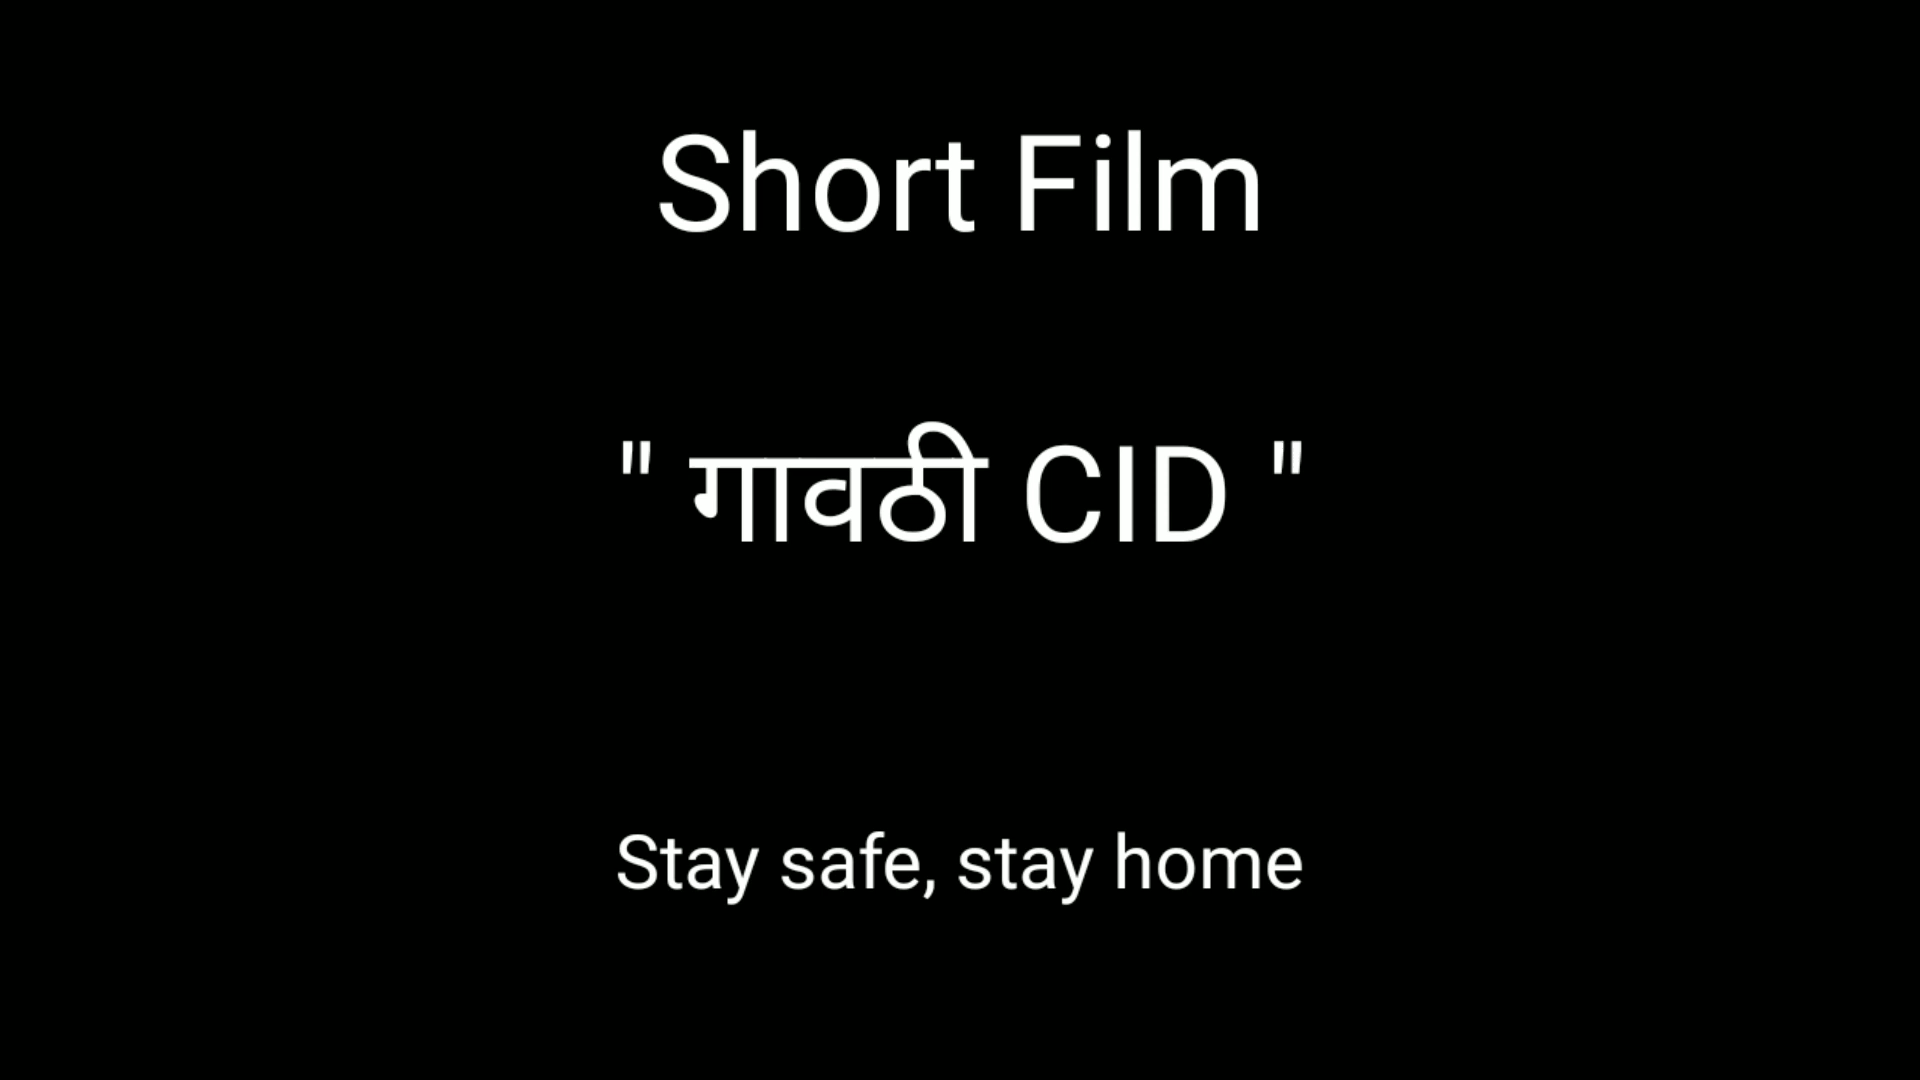 Short Film
" गावठी CID "
Stay safe, stay home